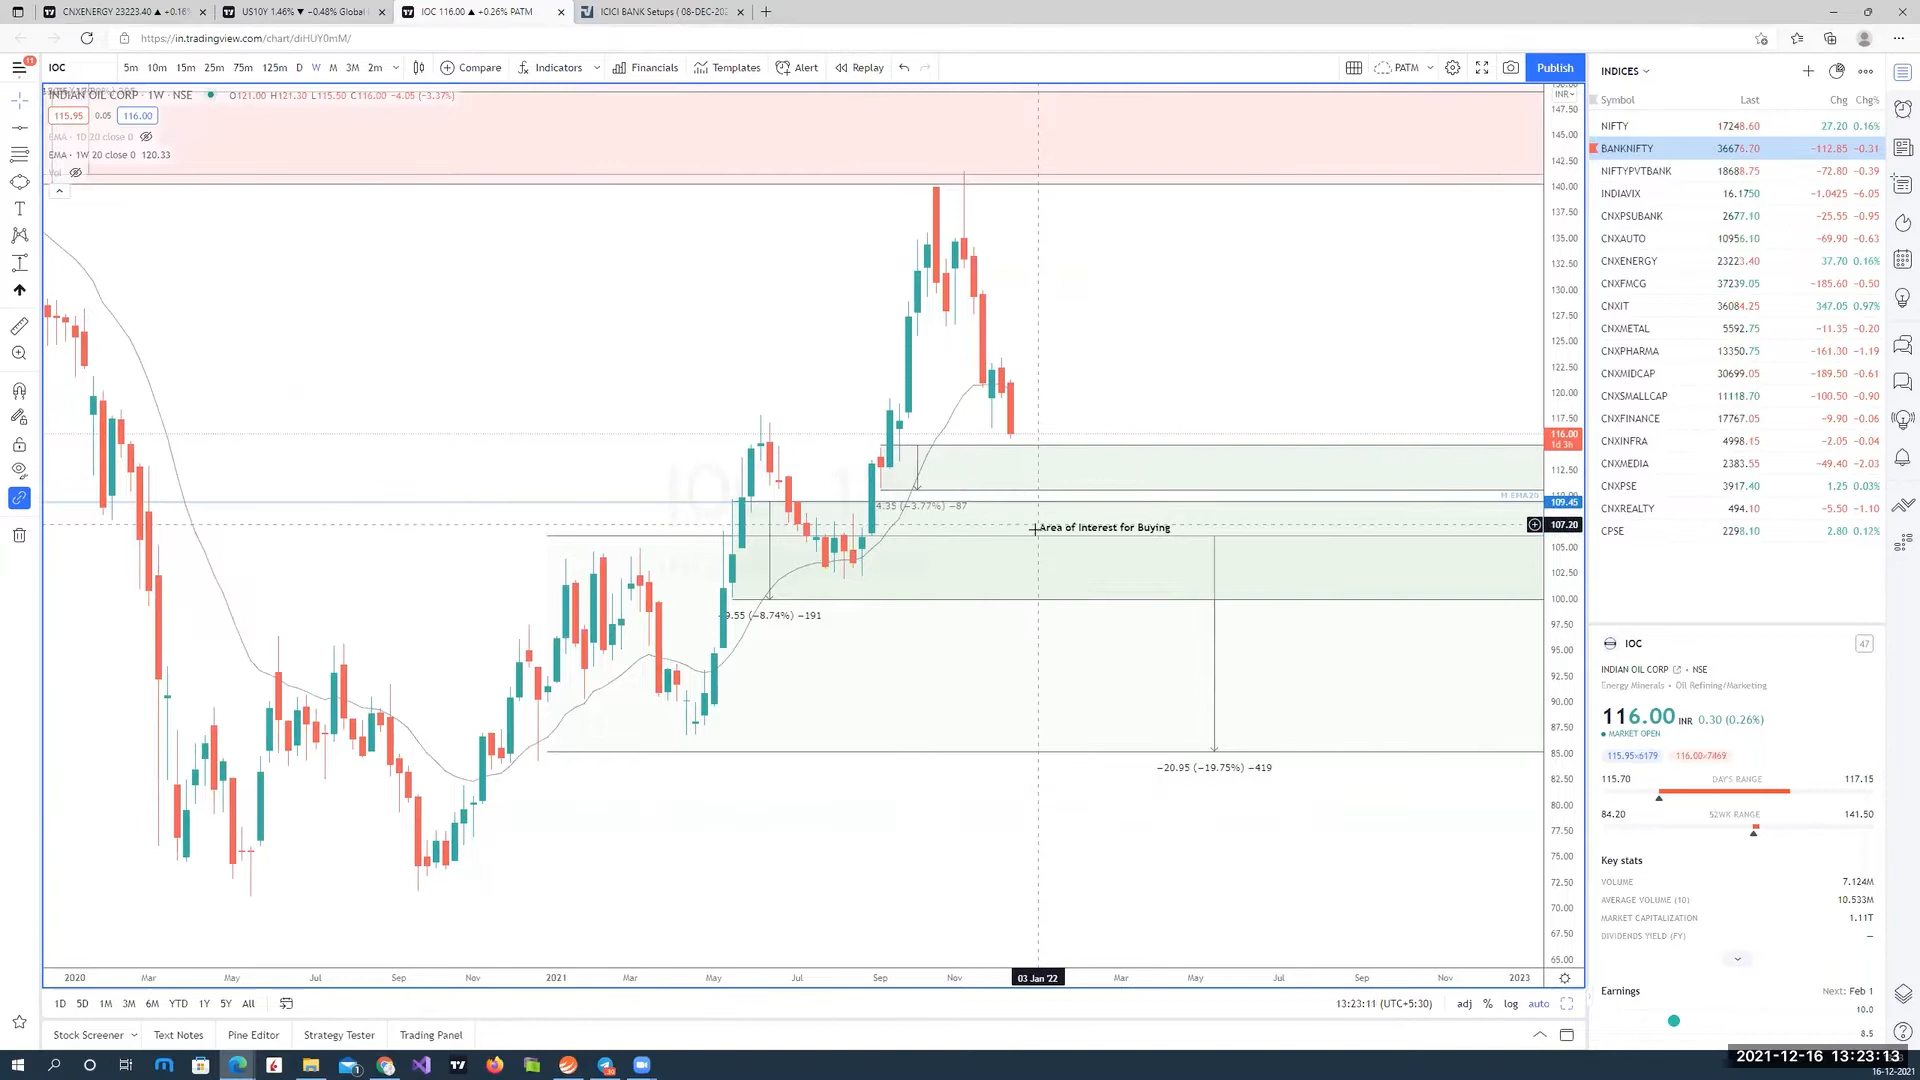 CNXENERGY 23223.40 ▲ +0.16%
US10Y 1.46% ▼ −0.48% Global
IOC 116.00 ▲ +0.26% PATM
ICICI BANK Setups ( 08-DEC-202
https://in.tradingview.com/chart/diHUY0mM/
11
IOC 5m 10m 15m 25m 75m 125m D W M 3M 2m Compare Indicators Financials Templates Alert Replay PATM Publish
INDIAN OIL CORP · 1W · NSE O121.00 H121.30 L115.50 C116.00 −4.05 (−3.37%)
115.95 0.05 116.00
EMA · 1D 20 close 0
EMA · 1W 20 close 0 120.33
Vol
INR
147.50
145.00
142.50
140.00
137.50
135.00
132.50
130.00
127.50
125.00
122.50
120.00
117.50
116.00
1d 3h
112.50
M EMA20
109.45
107.20
105.00
102.50
100.00
97.50
95.00
92.50
90.00
87.50
85.00
82.50
80.00
77.50
75.00
72.50
70.00
67.50
65.00
4.35 (−3.77%) −87
Area of Interest for Buying
9.55 (−8.74%) −191
−20.95 (−19.75%) −419
2020 Mar May Jul Sep Nov 2021 Mar May Jul Sep Nov 03 Jan '22 Mar May Jul Sep Nov 2023
1D 5D 1M 3M 6M YTD 1Y 5Y All
13:23:11 (UTC+5:30) adj % log auto
Stock Screener Text Notes Pine Editor Strategy Tester Trading Panel
INDICES
Symbol Last Chg Chg%
NIFTY 17248.60 27.20 0.16%
BANKNIFTY 36676.70 −112.85 −0.31
NIFTYPVTBANK 18688.75 −72.80 −0.39
INDIAVIX 16.1750 −1.0425 −6.05
CNXPSUBANK 2677.10 −25.55 −0.95
CNXAUTO 10956.10 −69.90 −0.63
CNXENERGY 23223.40 37.70 0.16%
CNXFMCG 37239.05 −185.60 −0.50
CNXIT 36084.25 347.05 0.97%
CNXMETAL 5592.75 −11.35 −0.20
CNXPHARMA 13350.75 −161.30 −1.19
CNXMIDCAP 30699.05 −189.50 −0.61
CNXSMALLCAP 11118.70 −100.50 −0.90
CNXFINANCE 17767.05 −9.90 −0.06
CNXINFRA 4998.15 −2.05 −0.04
CNXMEDIA 2383.55 −49.40 −2.03
CNXPSE 3917.40 1.25 0.03%
CNXREALTY 494.10 −5.50 −1.10
CPSE 2298.10 2.80 0.12%
IOC 47
INDIAN OIL CORP • NSE
Energy Minerals • Oil Refining/Marketing
116.00 INR 0.30 (0.26%)
MARKET OPEN
115.95×6179 116.00×7469
115.70 DAY'S RANGE 117.15
84.20 52WK RANGE 141.50
Key stats
VOLUME 7.124M
AVERAGE VOLUME (10) 10.533M
MARKET CAPITALIZATION 1.11T
DIVIDENDS YIELD (FY) —
Earnings Next: Feb 1
10.0
8.5
2021-12-16 13:23:13
16-12-2021